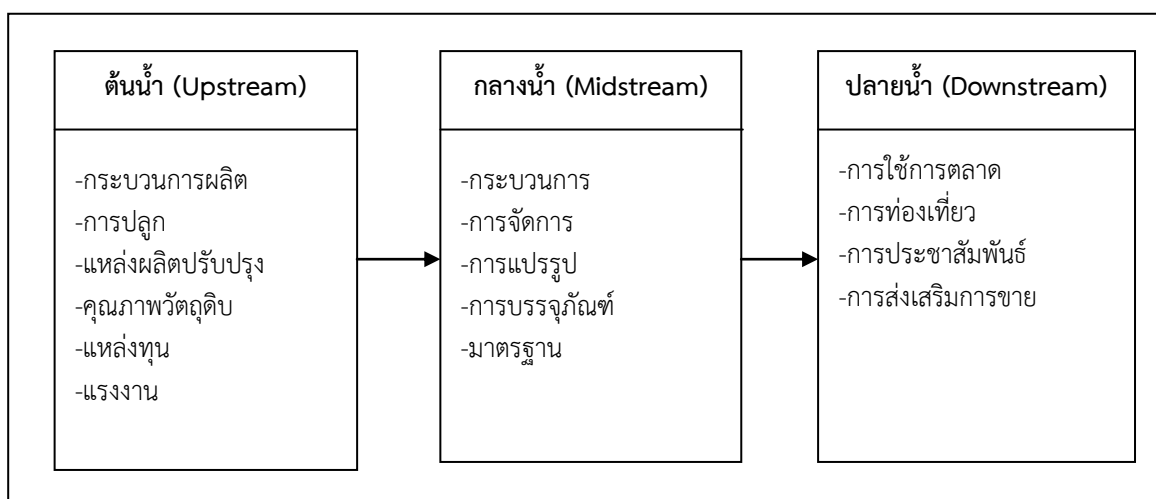 ต้นน้ำ (Upstream)
-กระบวนการผลิต
-การปลูก
-แหล่งผลิตปรับปรุง
-คุณภาพวัตถุดิบ
-แหล่งทุน
-แรงงาน
กลางน้ำ (Midstream)
-กระบวนการ
-การจัดการ
-การแปรรูป
-การบรรจุภัณฑ์
-มาตรฐาน
ปลายน้ำ (Downstream)
-การใช้การตลาด
-การท่องเที่ยว
-การประชาสัมพันธ์
-การส่งเสริมการขาย